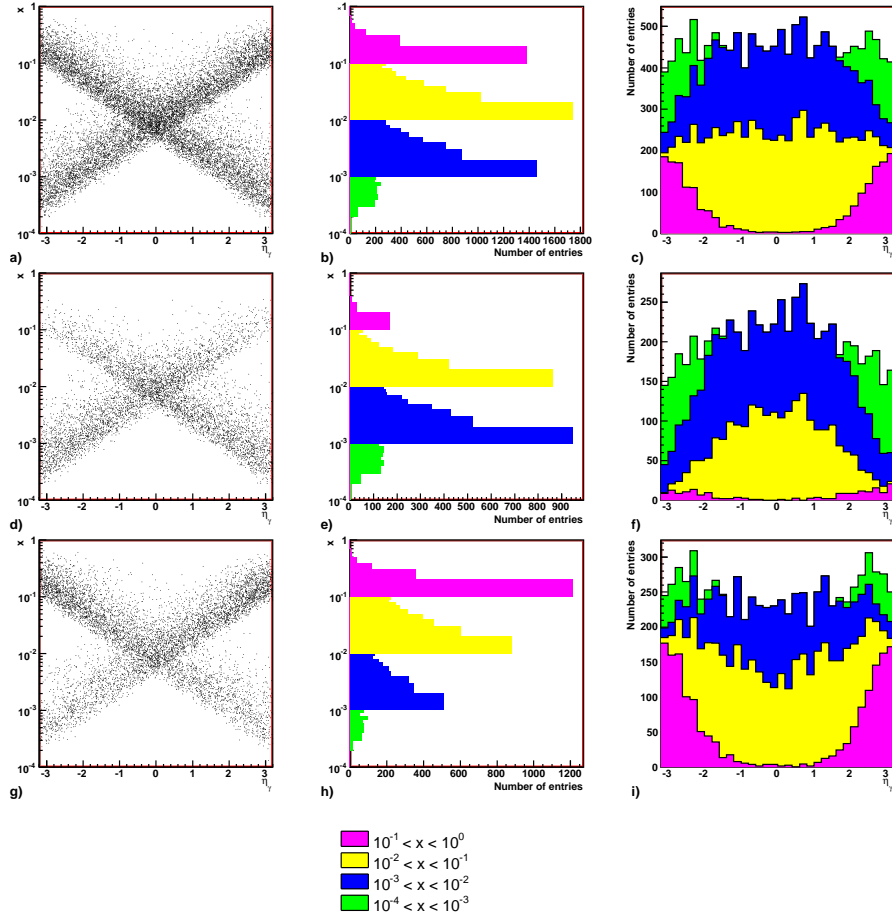 x
1
10^-1
10^-2
10^-3
10^-4
-3 -2 -1 0 1 2 3
η_γ
a)
x
1
10^-1
10^-2
10^-3
10^-4
0 200 400 600 800 1000 1200 1400 1600 1800
Number of entries
b)
Number of entries
500
400
300
200
100
0
-3 -2 -1 0 1 2 3
η_γ
c)
x
1
10^-1
10^-2
10^-3
10^-4
-3 -2 -1 0 1 2 3
η_γ
d)
x
1
10^-1
10^-2
10^-3
10^-4
0 100 200 300 400 500 600 700 800 900
Number of entries
e)
Number of entries
250
200
150
100
50
0
-3 -2 -1 0 1 2 3
η_γ
f)
x
1
10^-1
10^-2
10^-3
10^-4
-3 -2 -1 0 1 2 3
η_γ
g)
x
1
10^-1
10^-2
10^-3
10^-4
0 200 400 600 800 1000 1200
Number of entries
h)
Number of entries
300
250
200
150
100
50
0
-3 -2 -1 0 1 2 3
η_γ
i)
10^-1 < x < 10^0
10^-2 < x < 10^-1
10^-3 < x < 10^-2
10^-4 < x < 10^-3